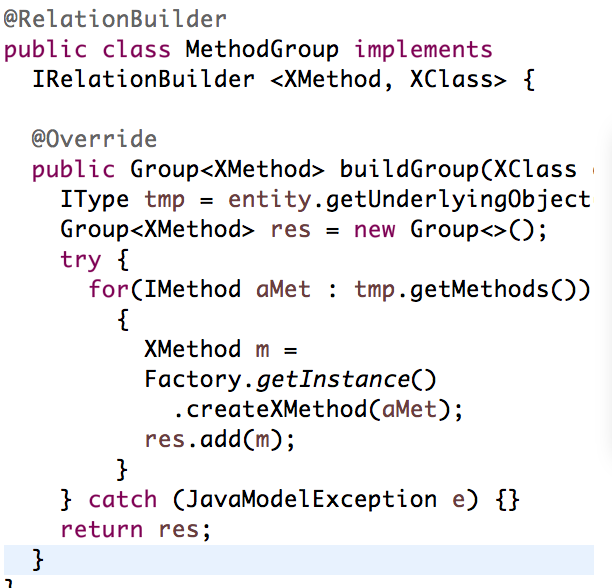 @RelationBuilder
public class MethodGroup implements
  IRelationBuilder <XMethod, XClass> {
  @Override
  public Group<XMethod> buildGroup(XClass
    IType tmp = entity.getUnderlyingObject
    Group<XMethod> res = new Group<>();
    try {
      for(IMethod aMet : tmp.getMethods())
        {
          XMethod m =
          Factory.getInstance()
            .createXMethod(aMet);
          res.add(m);
        }
    } catch (JavaModelException e) {}
    return res;
  }